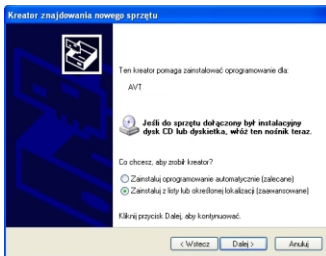 Kreator znajdowania nowego sprzętu
Ten kreator pomaga zainstalować oprogramowanie dla:
AVT
Jeśli do sprzętu dołączony był instalacyjny
dysk CD lub dyskietka, włóż ten nośnik teraz.
Co chcesz, aby zrobił kreator?
Zainstaluj oprogramowanie automatycznie (zalecane)
Zainstaluj z listy lub określonej lokalizacji (zaawansowane)
Kliknij przycisk Dalej, aby kontynuować.
< Wstecz Dalej > Anuluj